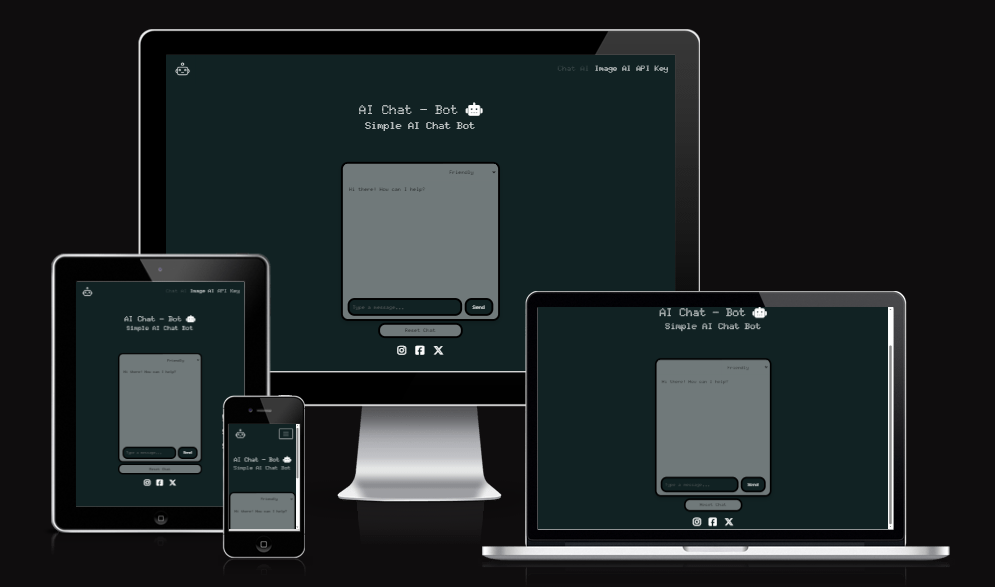 Chat AI Image AI API Key
AI Chat - Bot
Simple AI Chat Bot
Friendly
Hi there! How can I help?
Type a message...
Send
Reset Chat
Chat AI Image AI API Key
AI Chat - Bot
Simple AI Chat Bot
Friendly
Hi there! How can I help?
Type a message...
Send
Reset Chat
AI Chat - Bot
Simple AI Chat Bot
Friendly
Hi there! How can I help?
AI Chat - Bot
Simple AI Chat Bot
Friendly
Hi there! How can I help?
Type a message...
Send
Reset Chat